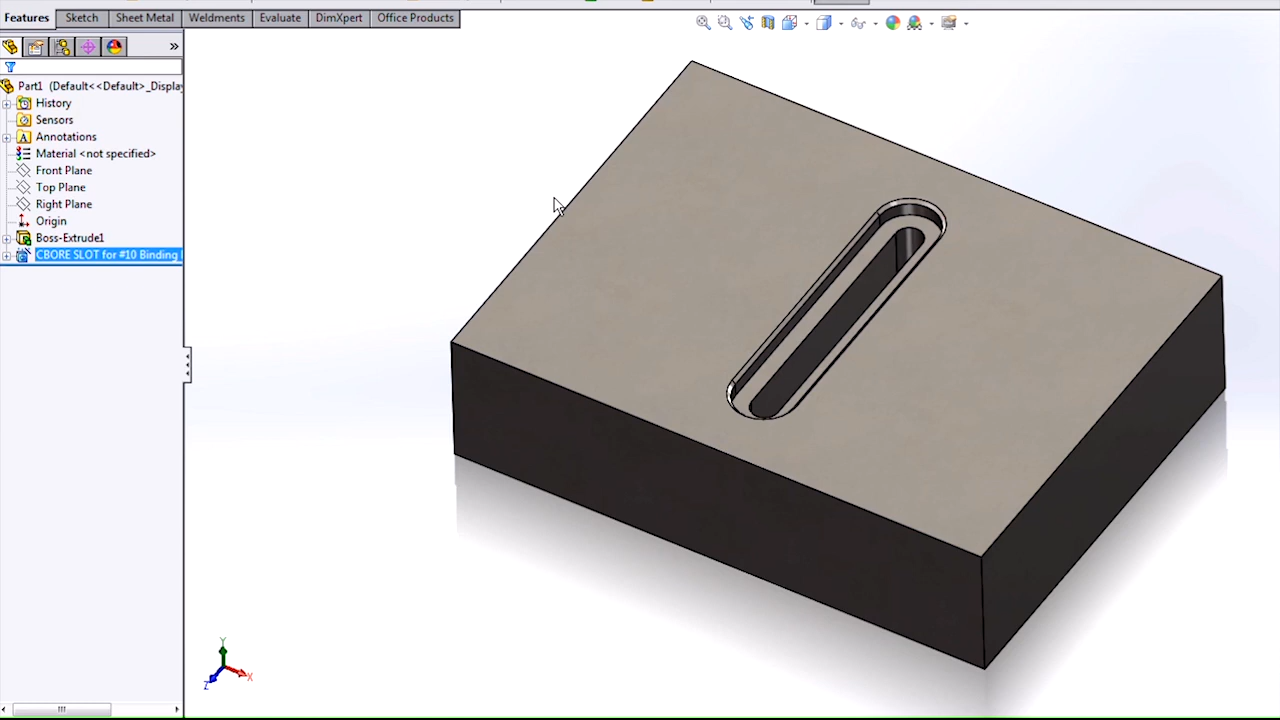 Features Sketch Sheet Metal Weldments Evaluate DimXpert Office Products
Part1 (Default<<Default>_Display
History
Sensors
Annotations
Material <not specified>
Front Plane
Top Plane
Right Plane
Origin
Boss-Extrude1
CBORE SLOT for #10 Binding
Y
X
Z